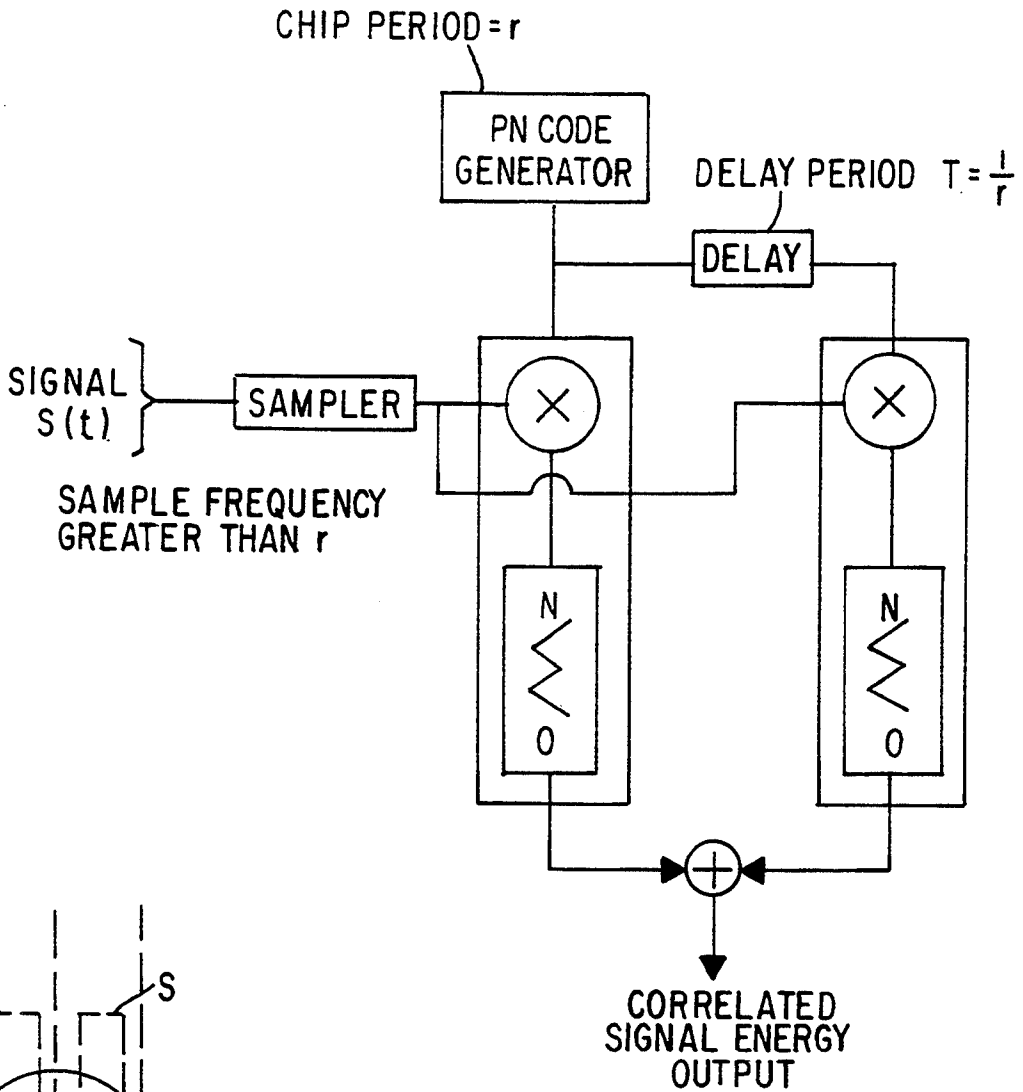 CHIP PERIOD = r
PN CODE
GENERATOR
DELAY PERIOD T = 1/r
DELAY
SIGNAL
S(t)
SAMPLER
SAMPLE FREQUENCY
GREATER THAN r
N
0
N
0
S
CORRELATED
SIGNAL ENERGY
OUTPUT